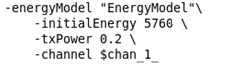 -energyModel "EnergyModel"\
-initialEnergy 5760 \
-txPower 0.2 \
-channel $chan_1_